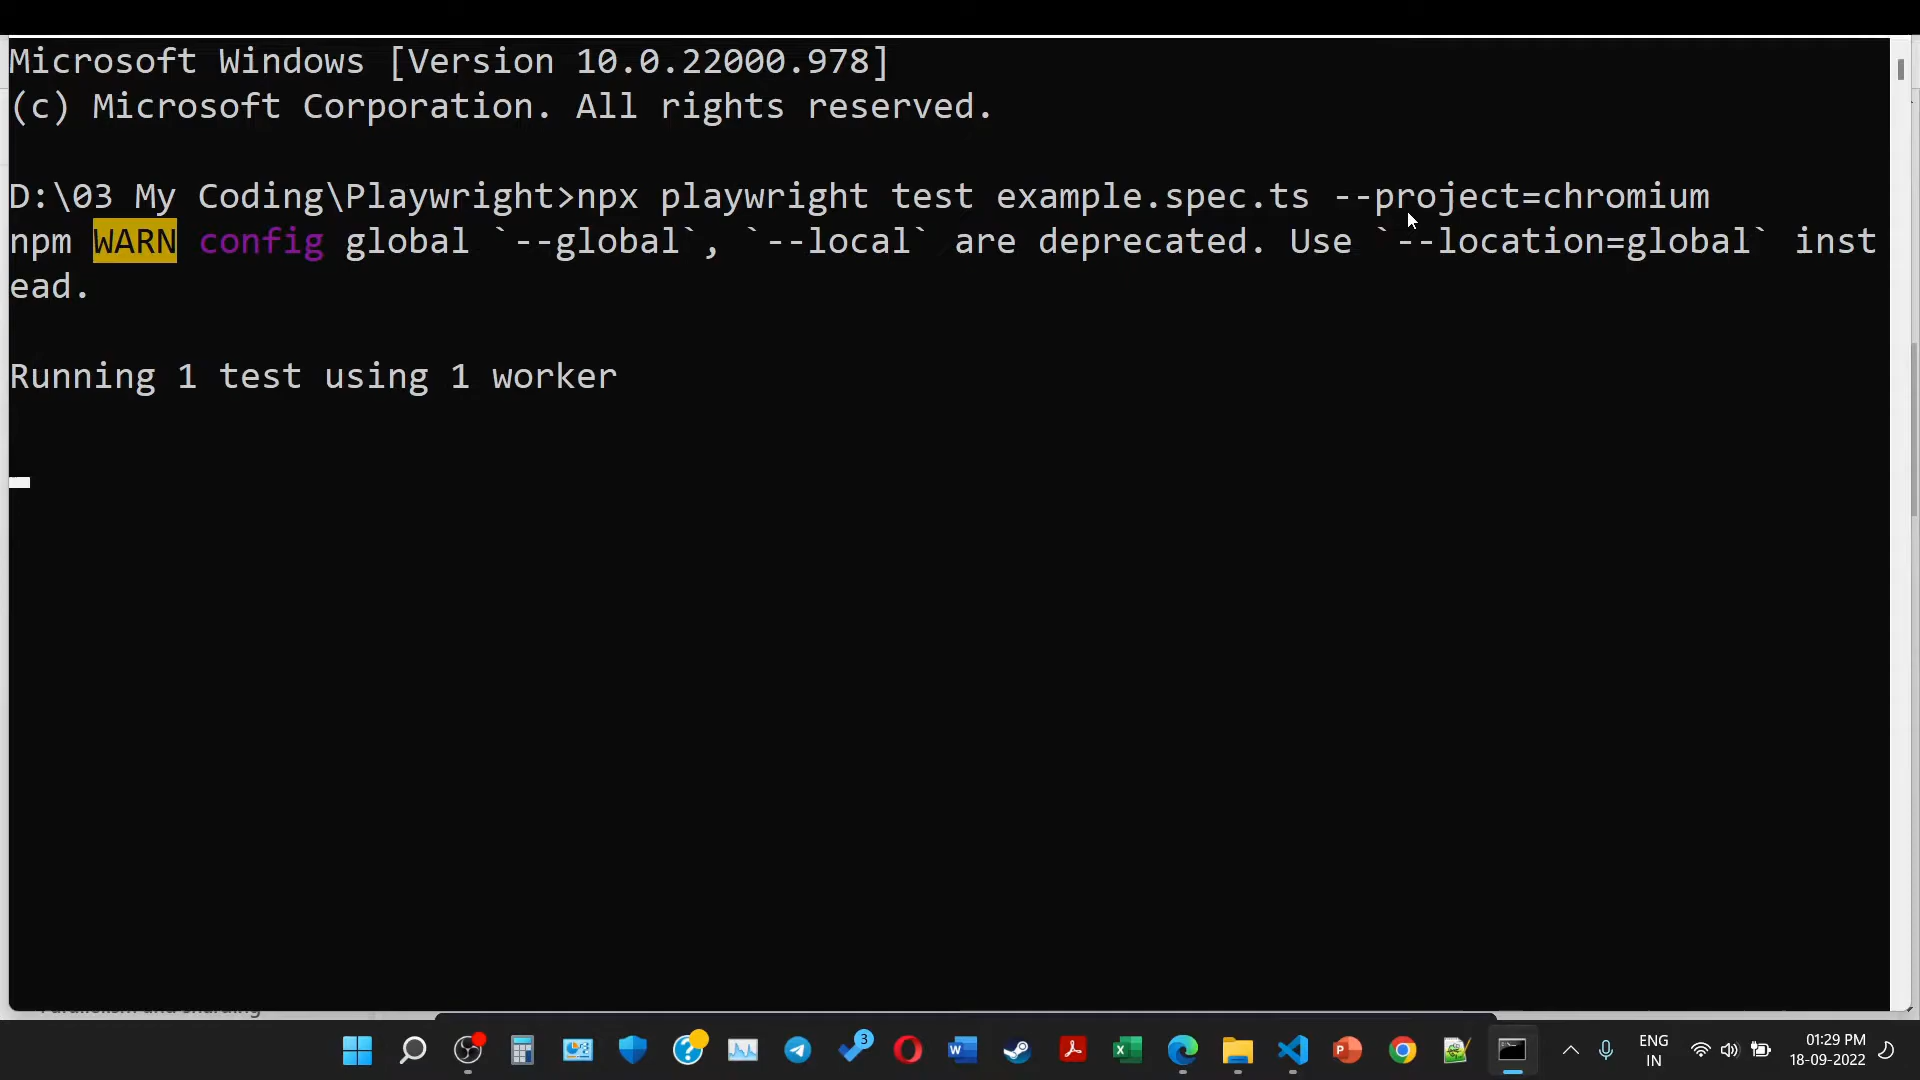 Microsoft Windows [Version 10.0.22000.978]
(c) Microsoft Corporation. All rights reserved.
D:\03 My Coding\Playwright>npx playwright test example.spec.ts --project=chromium
npm WARN config global `--global`, `--local` are deprecated. Use `--location=global` inst
ead.
Running 1 test using 1 worker
3
ENG
IN
01:29 PM
18-09-2022